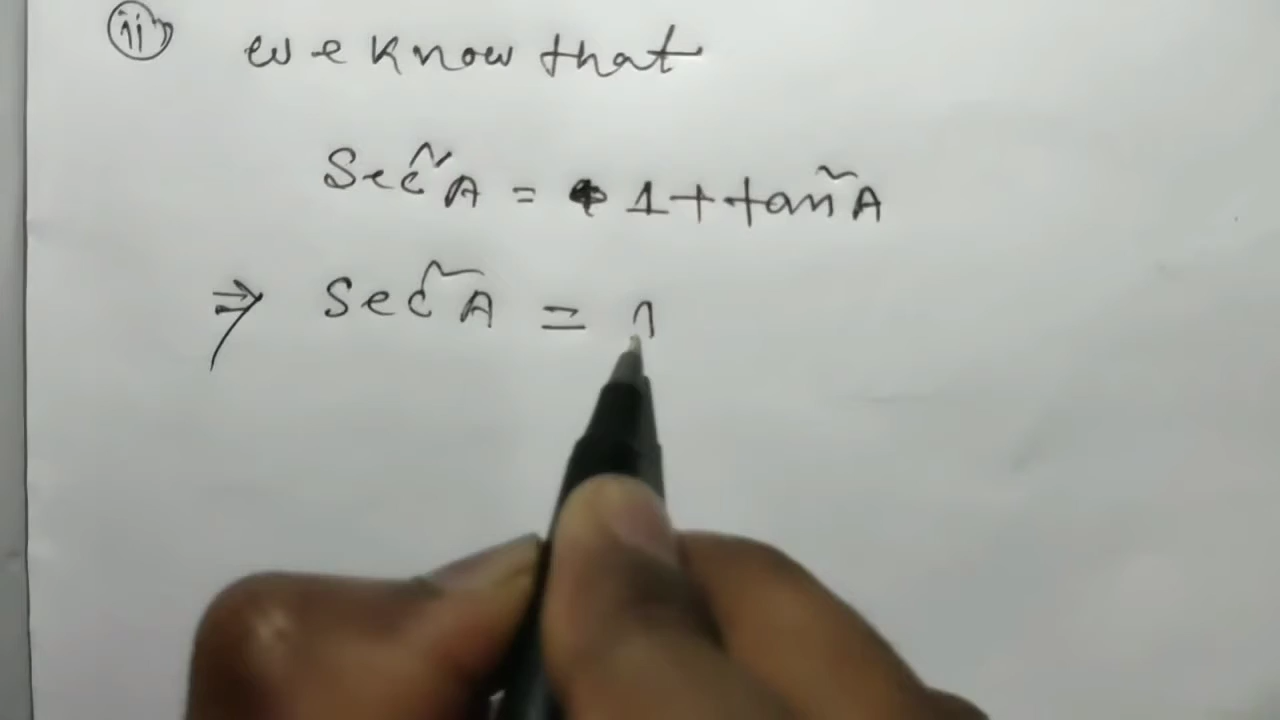 (ii) we know that
Sec²A = 1 + tan²A
⇒ Sec²A = 1